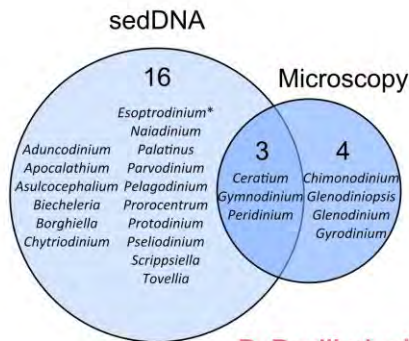 sedDNA
Microscopy
16
Aduncodinium
Apocalathium
Asulcocephalium
Biecheleria
Borghiella
Chytriodinium
Esoptrodinium*
Naiadinium
Palatinus
Parvodinium
Pelagodinium
Prorocentrum
Protodinium
Pseliodinium
Scrippsiella
Tovellia
3
Ceratium
Gymnodinium
Peridinium
4
Chimonodinium
Glenodiniopsis
Glenodinium
Gyrodinium